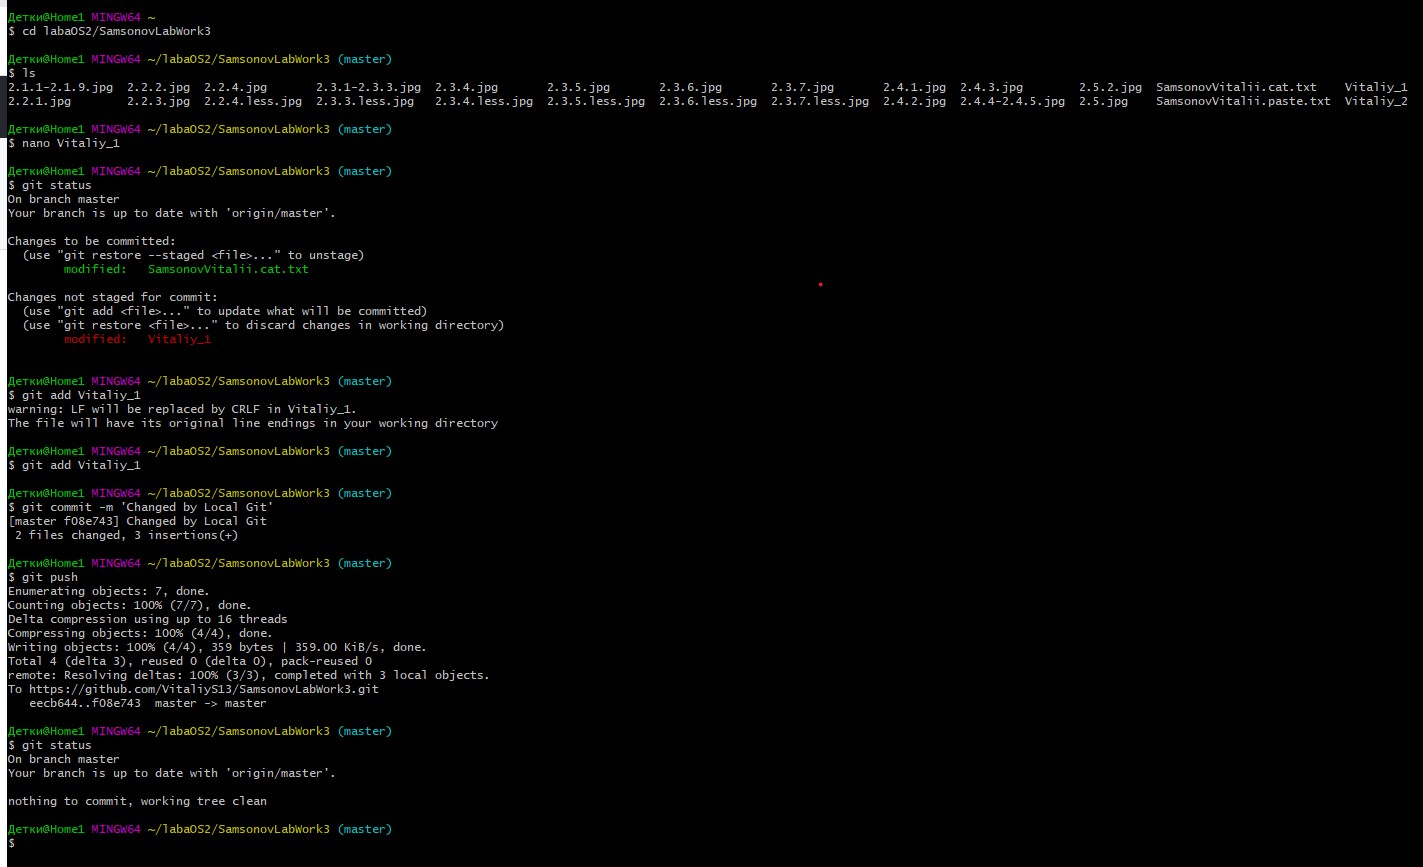 Детки@Home1 MINGW64 ~
$ cd labaOS2/SamsonovLabWork3
Детки@Home1 MINGW64 ~/labaOS2/SamsonovLabWork3 (master)
$ ls
2.1.1-2.1.9.jpg 2.2.2.jpg 2.2.4.jpg 2.3.1-2.3.3.jpg 2.3.4.jpg 2.3.5.jpg 2.3.6.jpg 2.3.7.jpg 2.4.1.jpg 2.4.3.jpg 2.5.2.jpg SamsonovVitalii.cat.txt Vitaliy_1
2.2.1.jpg 2.2.3.jpg 2.2.4.less.jpg 2.3.3.less.jpg 2.3.4.less.jpg 2.3.5.less.jpg 2.3.6.less.jpg 2.3.7.less.jpg 2.4.2.jpg 2.4.4-2.4.5.jpg 2.5.jpg SamsonovVitalii.paste.txt Vitaliy_2
Детки@Home1 MINGW64 ~/labaOS2/SamsonovLabWork3 (master)
$ nano Vitaliy_1
Детки@Home1 MINGW64 ~/labaOS2/SamsonovLabWork3 (master)
$ git status
On branch master
Your branch is up to date with 'origin/master'.
Changes to be committed:
(use "git restore --staged <file>..." to unstage)
modified: SamsonovVitalii.cat.txt
Changes not staged for commit:
(use "git add <file>..." to update what will be committed)
(use "git restore <file>..." to discard changes in working directory)
modified: Vitaliy_1
Детки@Home1 MINGW64 ~/labaOS2/SamsonovLabWork3 (master)
$ git add Vitaliy_1
warning: LF will be replaced by CRLF in Vitaliy_1.
The file will have its original line endings in your working directory
Детки@Home1 MINGW64 ~/labaOS2/SamsonovLabWork3 (master)
$ git add Vitaliy_1
Детки@Home1 MINGW64 ~/labaOS2/SamsonovLabWork3 (master)
$ git commit -m 'Changed by Local Git'
[master f08e743] Changed by Local Git
2 files changed, 3 insertions(+)
Детки@Home1 MINGW64 ~/labaOS2/SamsonovLabWork3 (master)
$ git push
Enumerating objects: 7, done.
Counting objects: 100% (7/7), done.
Delta compression using up to 16 threads
Compressing objects: 100% (4/4), done.
Writing objects: 100% (4/4), 359 bytes | 359.00 KiB/s, done.
Total 4 (delta 3), reused 0 (delta 0), pack-reused 0
remote: Resolving deltas: 100% (3/3), completed with 3 local objects.
To https://github.com/VitaliyS13/SamsonovLabWork3.git
eecb644..f08e743 master -> master
Детки@Home1 MINGW64 ~/labaOS2/SamsonovLabWork3 (master)
$ git status
On branch master
Your branch is up to date with 'origin/master'.
nothing to commit, working tree clean
Детки@Home1 MINGW64 ~/labaOS2/SamsonovLabWork3 (master)
$